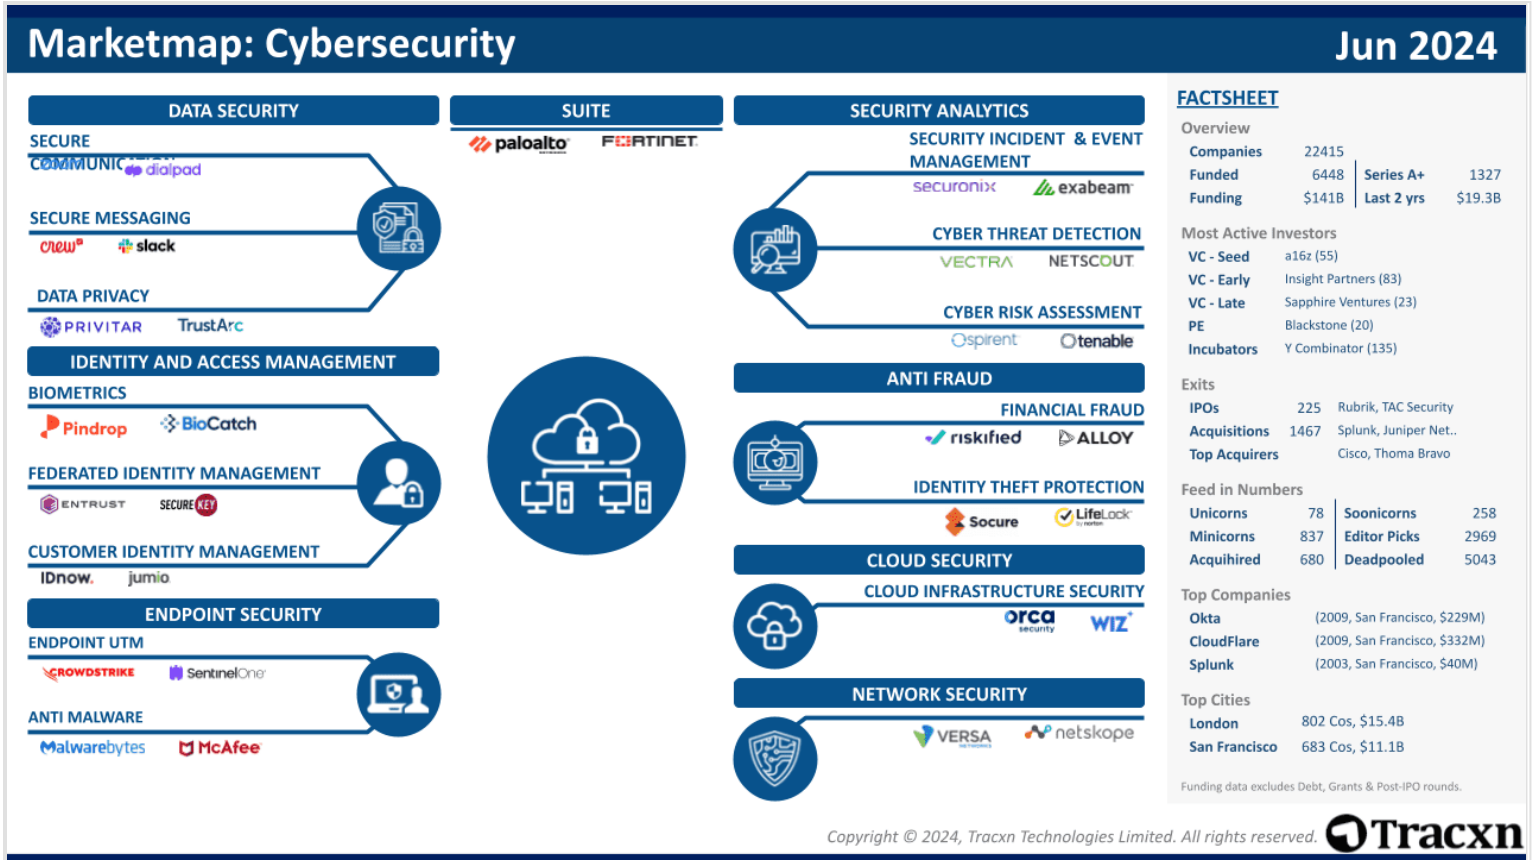 Marketmap: Cybersecurity
Jun 2024
DATA SECURITY
SECURE
COMMUNIC
zoom
dialpad
SECURE MESSAGING
crew
slack
DATA PRIVACY
PRIVITAR
TrustArc
IDENTITY AND ACCESS MANAGEMENT
BIOMETRICS
Pindrop
BioCatch
FEDERATED IDENTITY MANAGEMENT
ENTRUST
SECUREKEY
CUSTOMER IDENTITY MANAGEMENT
IDnow.
jumio.
ENDPOINT SECURITY
ENDPOINT UTM
CROWDSTRIKE
SentinelOne
ANTI MALWARE
Malwarebytes
McAfee
SUITE
paloalto
FORTINET
SECURITY ANALYTICS
SECURITY INCIDENT & EVENT
MANAGEMENT
securonix
exabeam
CYBER THREAT DETECTION
VECTRA
NETSCOUT
CYBER RISK ASSESSMENT
spirent
tenable
ANTI FRAUD
FINANCIAL FRAUD
riskified
ALLOY
IDENTITY THEFT PROTECTION
Socure
LifeLock
by norton
CLOUD SECURITY
CLOUD INFRASTRUCTURE SECURITY
orca
security
WIZ
NETWORK SECURITY
VERSA
NETWORKS
netskope
FACTSHEET
Overview
Companies 22415
Funded 6448 Series A+ 1327
Funding $141B Last 2 yrs $19.3B
Most Active Investors
VC - Seed a16z (55)
VC - Early Insight Partners (83)
VC - Late Sapphire Ventures (23)
PE Blackstone (20)
Incubators Y Combinator (135)
Exits
IPOs 225 Rubrik, TAC Security
Acquisitions 1467 Splunk, Juniper Net..
Top Acquirers Cisco, Thoma Bravo
Feed in Numbers
Unicorns 78 Soonicorns 258
Minicorns 837 Editor Picks 2969
Acquihired 680 Deadpooled 5043
Top Companies
Okta (2009, San Francisco, $229M)
CloudFlare (2009, San Francisco, $332M)
Splunk (2003, San Francisco, $40M)
Top Cities
London 802 Cos, $15.4B
San Francisco 683 Cos, $11.1B
Funding data excludes Debt, Grants & Post-IPO rounds.
Copyright © 2024, Tracxn Technologies Limited. All rights reserved.
Tracxn